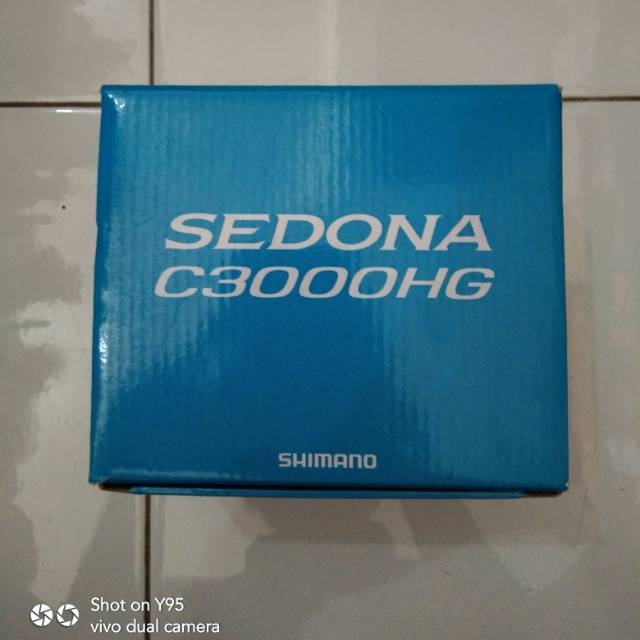 SEDONA
C3000HG
SHIMANO
Shot on Y95
vivo dual camera